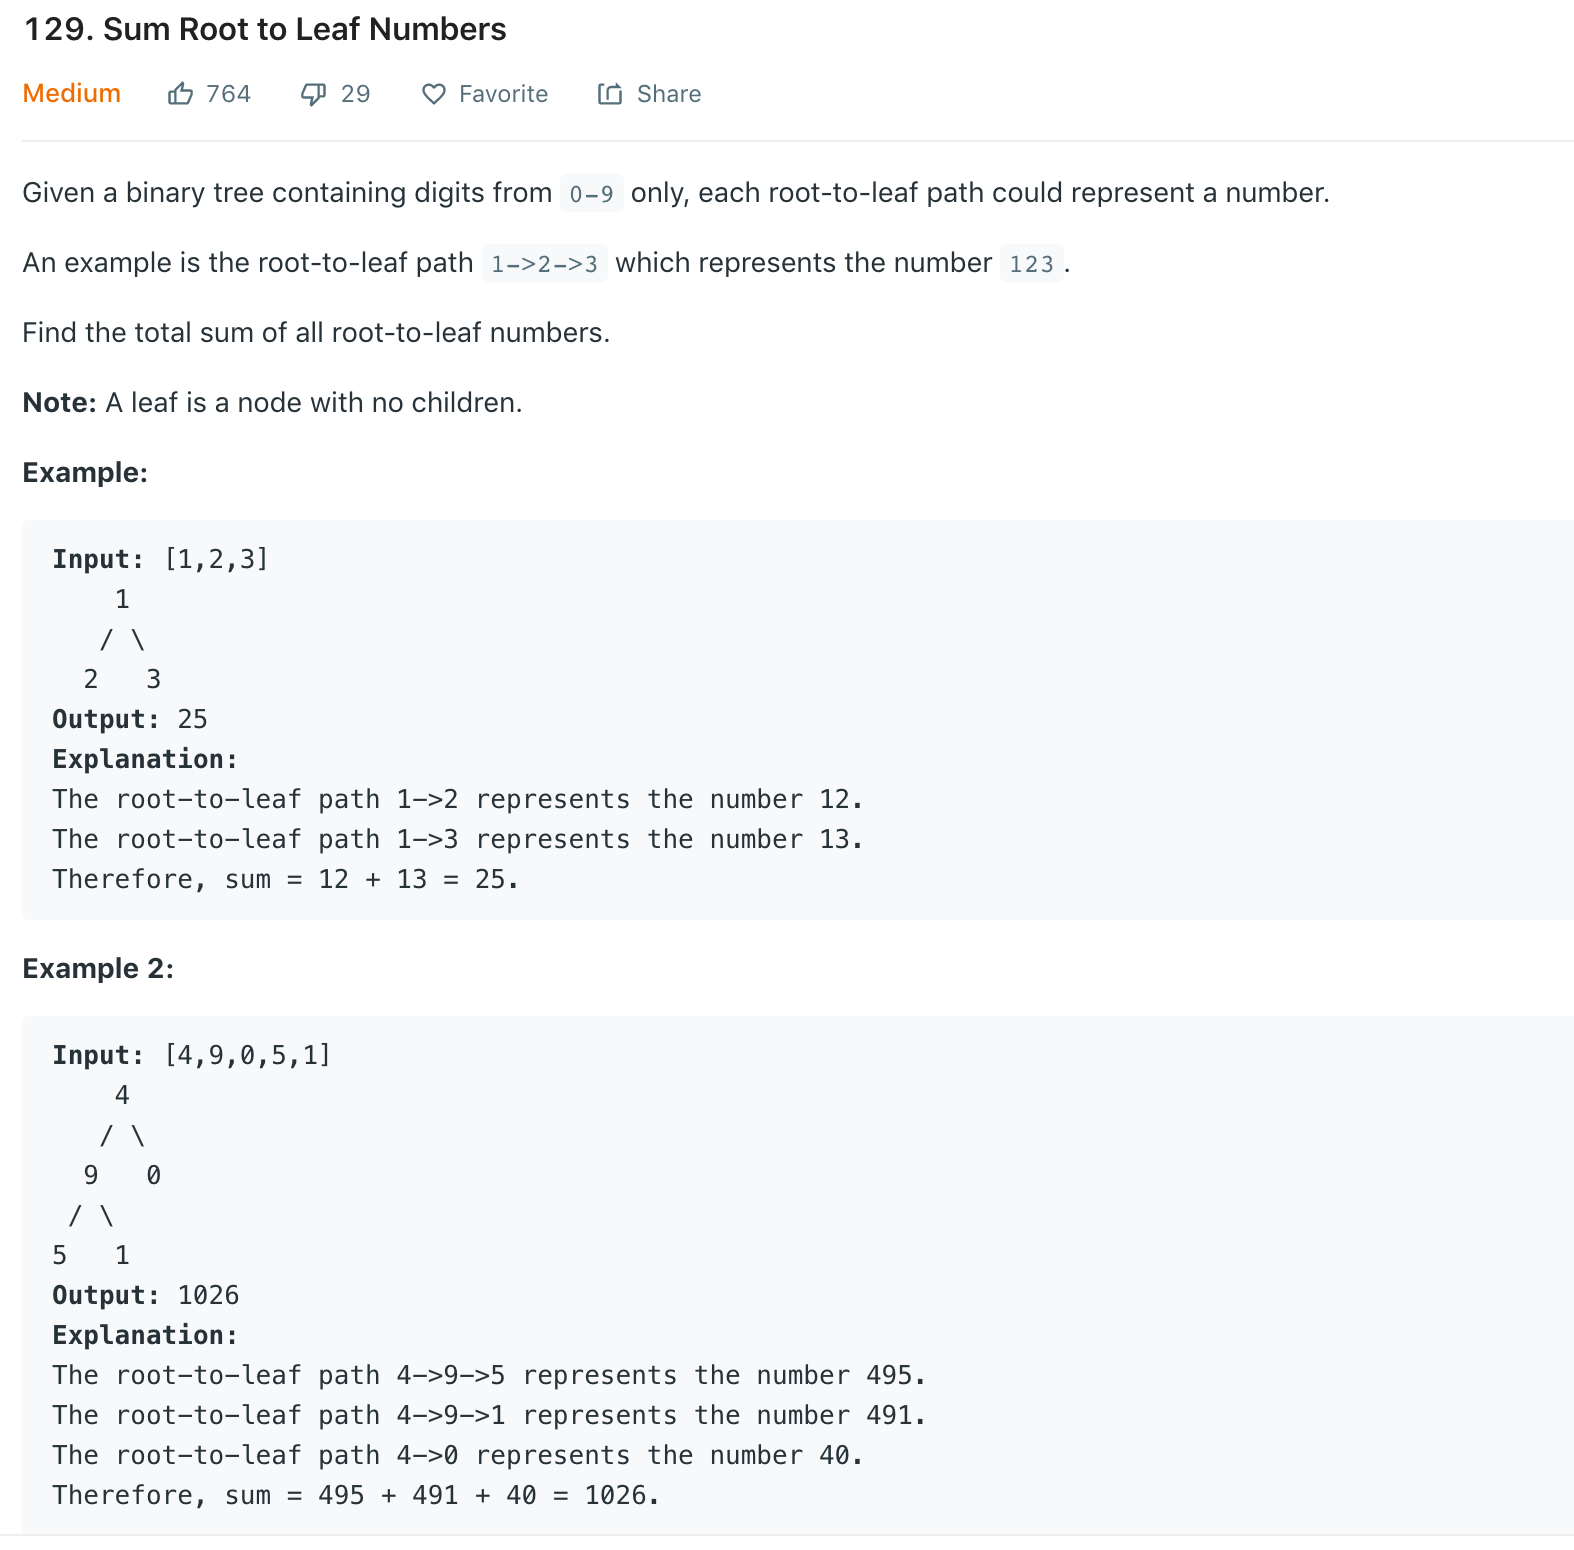 129. Sum Root to Leaf Numbers
Medium 764 29 Favorite Share
Given a binary tree containing digits from 0-9 only, each root-to-leaf path could represent a number.
An example is the root-to-leaf path 1->2->3 which represents the number 123.
Find the total sum of all root-to-leaf numbers.
Note: A leaf is a node with no children.
Example:
Input: [1,2,3]
    1
   / \
  2   3
Output: 25
Explanation:
The root-to-leaf path 1->2 represents the number 12.
The root-to-leaf path 1->3 represents the number 13.
Therefore, sum = 12 + 13 = 25.
Example 2:
Input: [4,9,0,5,1]
    4
   / \
  9   0
 / \
5   1
Output: 1026
Explanation:
The root-to-leaf path 4->9->5 represents the number 495.
The root-to-leaf path 4->9->1 represents the number 491.
The root-to-leaf path 4->0 represents the number 40.
Therefore, sum = 495 + 491 + 40 = 1026.